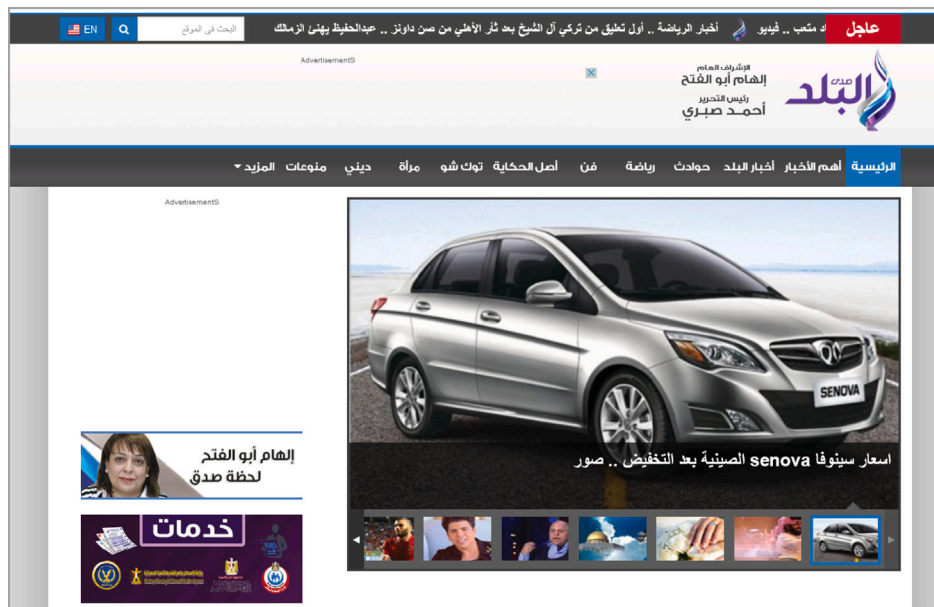 عاجل
د متعب .. فيديو
أخبار الرياضة .. أول تعليق من تركي آل الشيخ بعد ثأر الأهلي من صن داونز .. عبدالحفيظ يهنئ الزمالك
البحث فى الموقع
EN
صدى البلد
الإشراف العام
إلهام أبو الفتح
رئيس التحرير
أحمـد صبـري
AdvertisementS
الرئيسية أهم الأخبار أخبار البلد حوادث رياضة فن أصل الحكاية توك شو مرأة ديني منوعات المزيد
AdvertisementS
SENOVA
اسعار سينوفا senova الصينية بعد التخفيض .. صور
إلهام أبو الفتح
لحظة صدق
خدمات